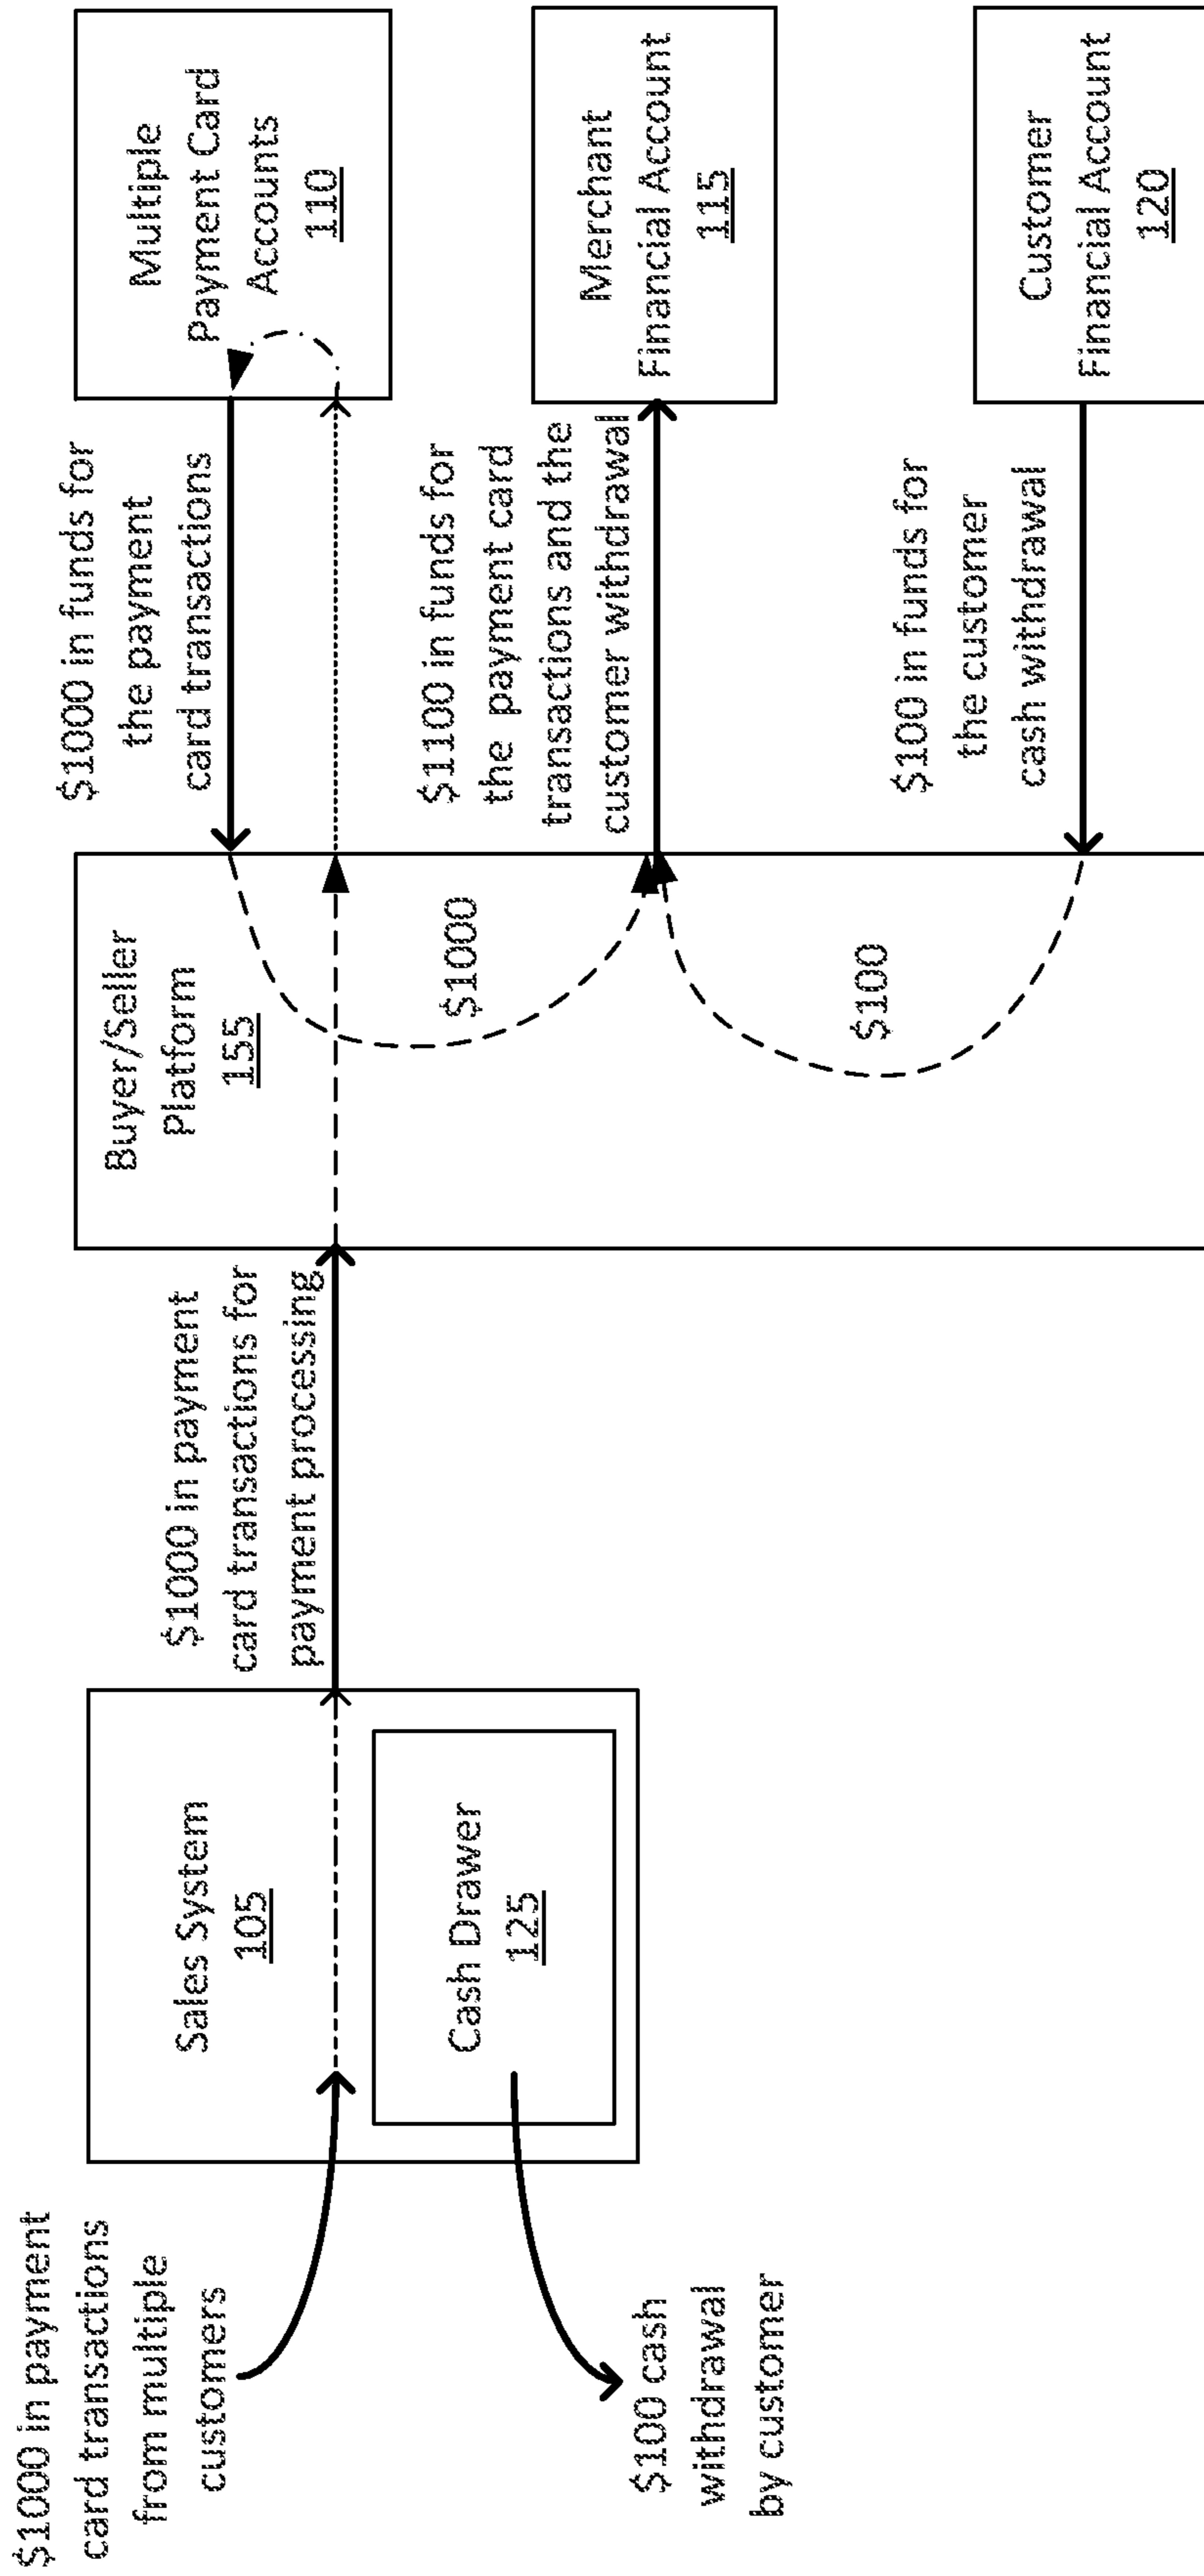 $1000 in payment
card transactions
from multiple
customers
$100 cash
withdrawal
by customer
Sales System
105
Cash Drawer
125
$1000 in payment
card transactions for
payment processing
Buyer/Seller
Platform
155
$1000
$100
$1000 in funds for
the payment
card transactions
$1100 in funds for
the payment card
transactions and the
customer withdrawal
$100 in funds for
the customer
cash withdrawal
Multiple
Payment Card
Accounts
110
Merchant
Financial Account
115
Customer
Financial Account
120